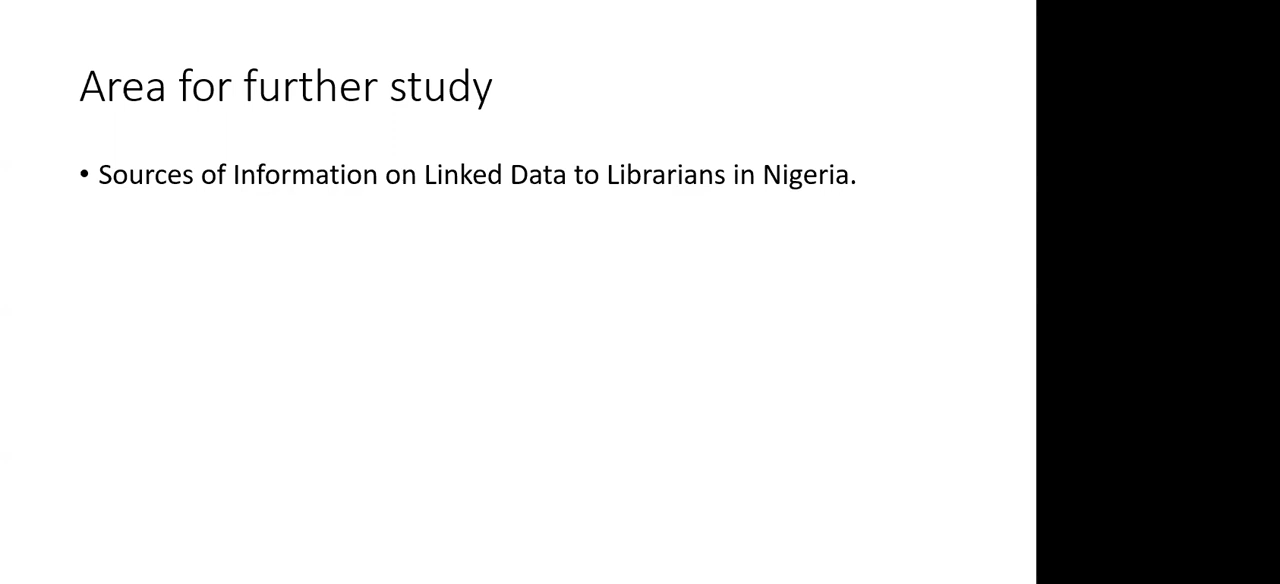 Area for further study
• Sources of Information on Linked Data to Librarians in Nigeria.